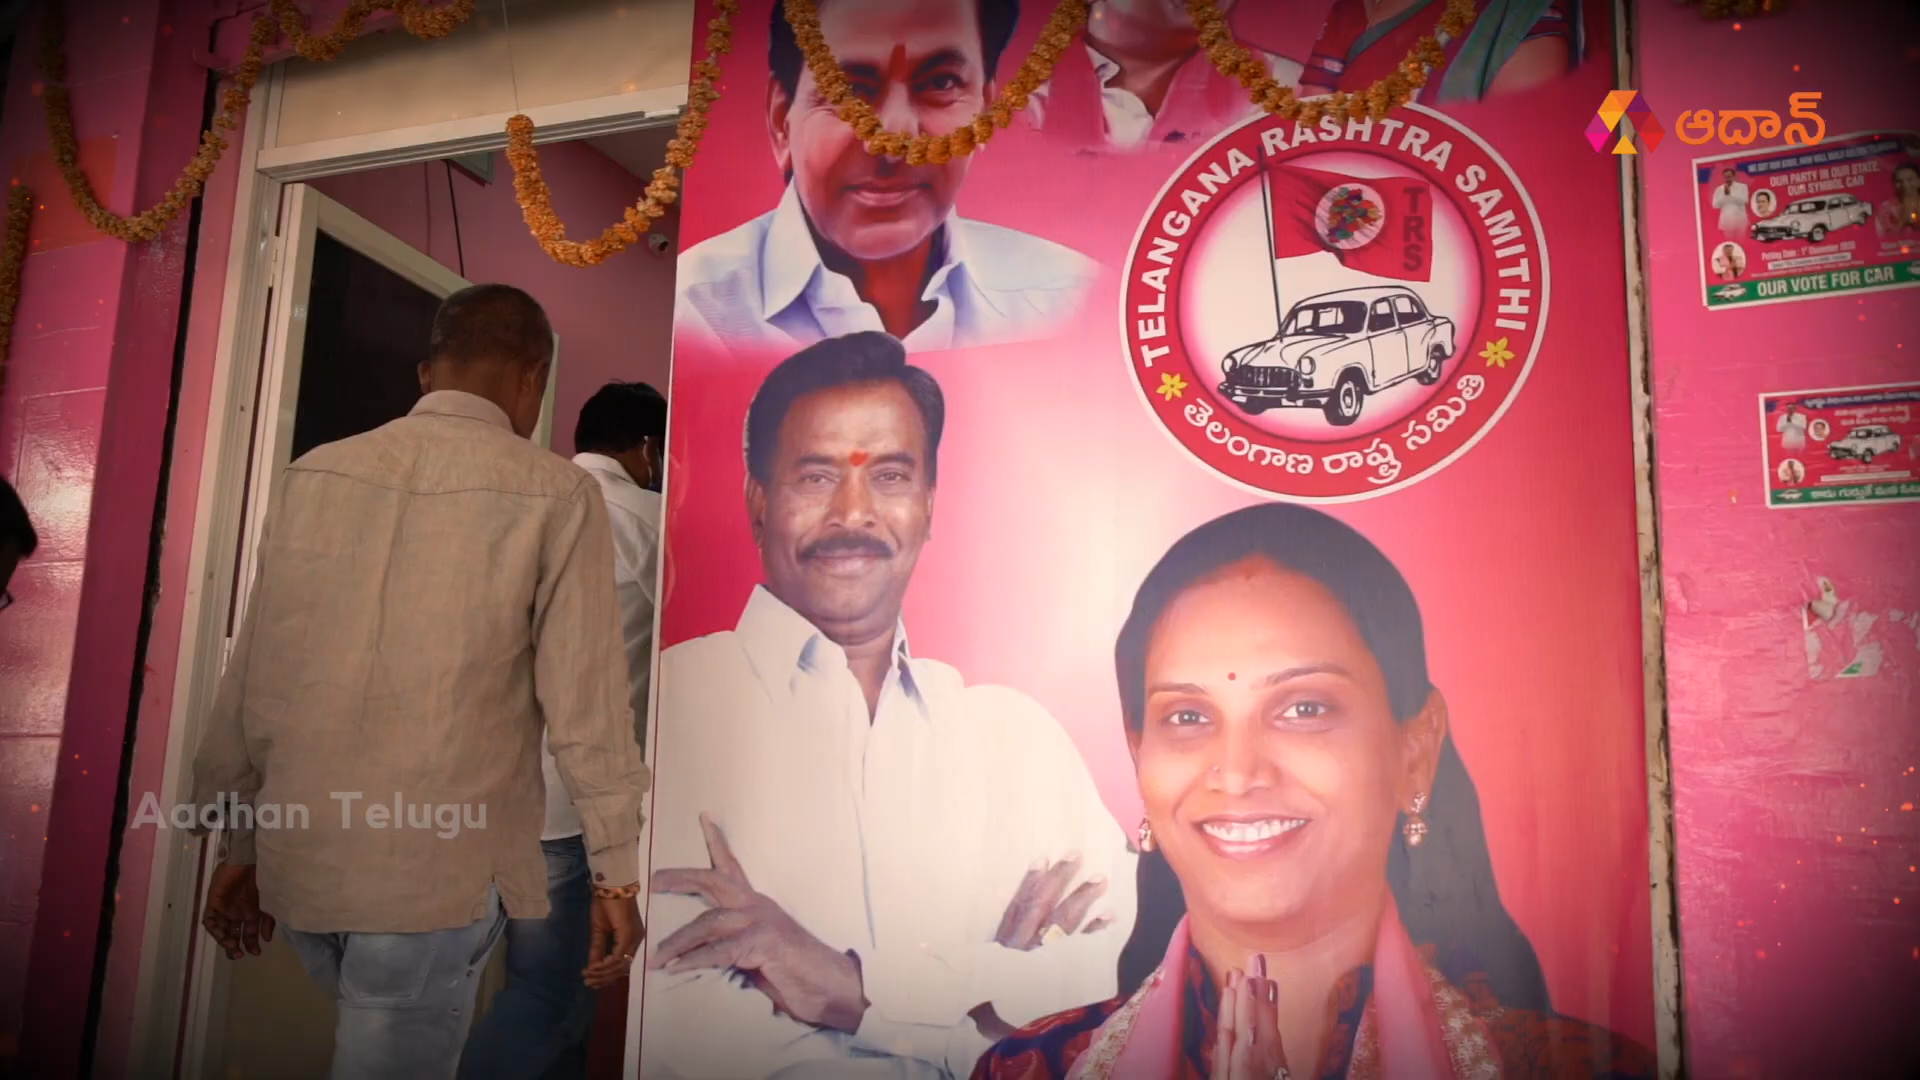 ఆదాన్
TELANGANA RASHTRA SAMITHI
TRS
తెలంగాణ రాష్ట్ర సమితి
OUR PARTY IN OUR STATE,
OUR SYMBOL CAR
OUR VOTE FOR CAR
Aadhan Telugu